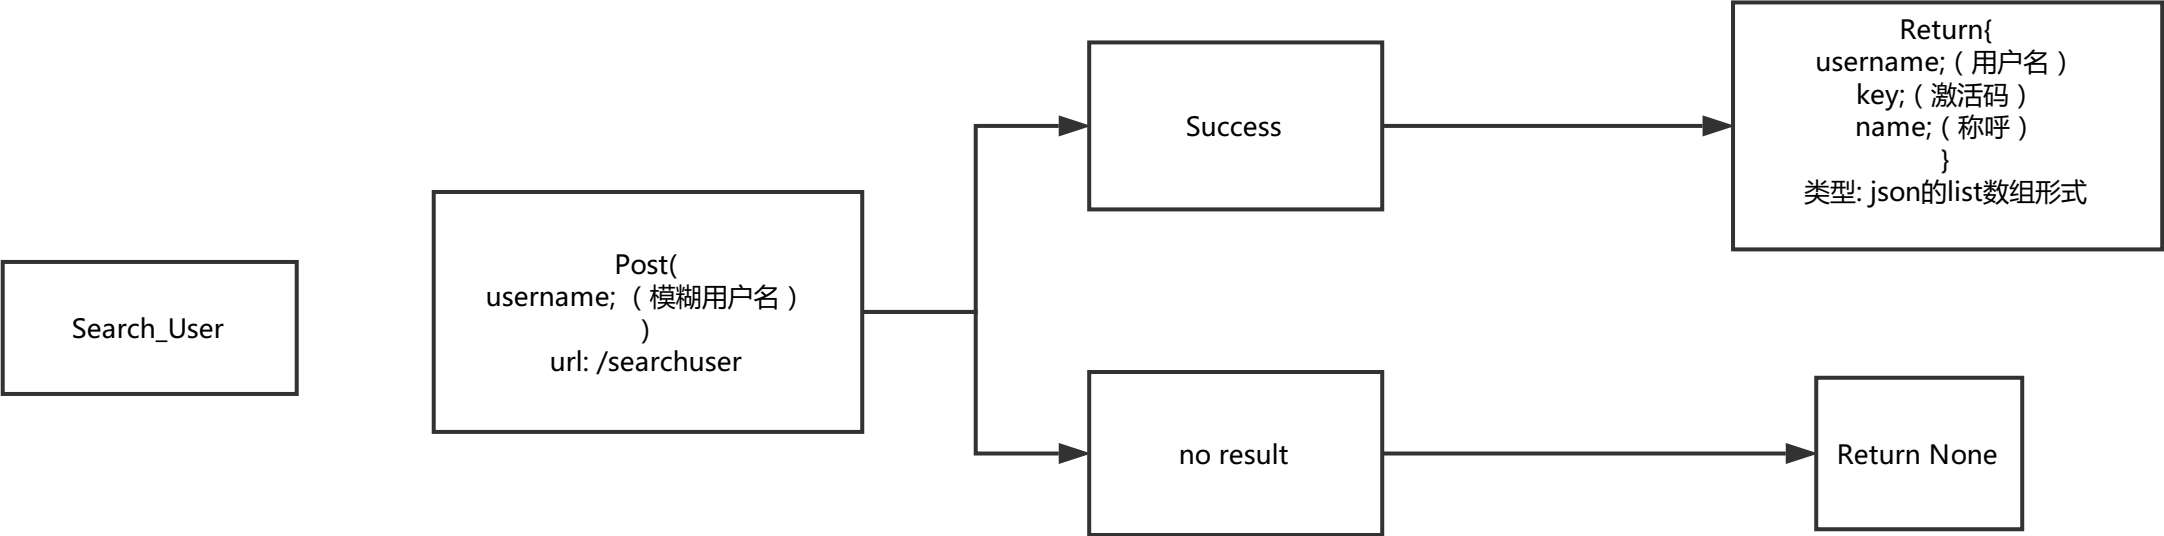 Search_User
Post(
username; （模糊用户名）
)
url: /searchuser
Success
Return{
username;（用户名）
key;（激活码）
name;（称呼）
}
类型: json的list数组形式
no result
Return None